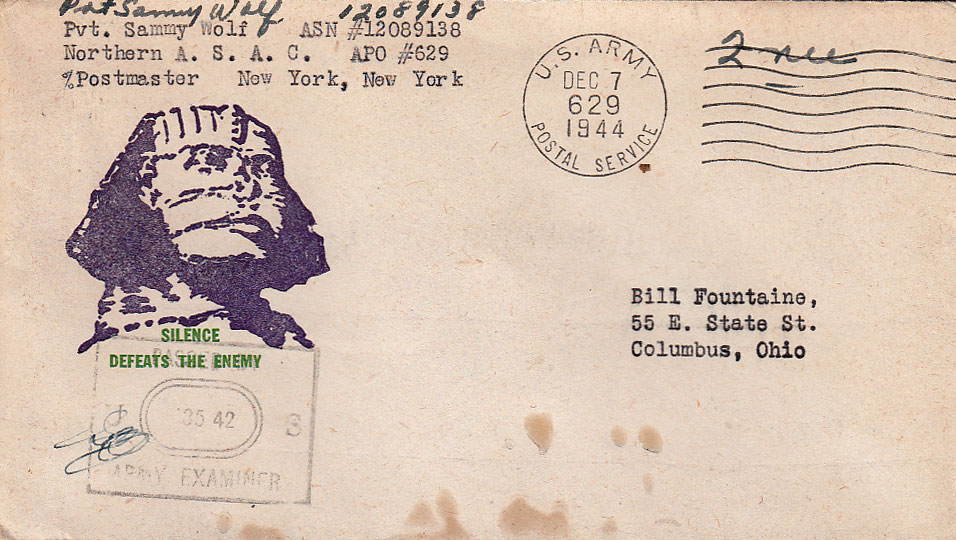 Pvt Sammy Wolf 12089138
Pvt. Sammy Wolf ASN #12089138
Northern A. S. A. C. APO #629
%Postmaster New York, New York
U.S. ARMY
DEC 7
629
1944
POSTAL SERVICE
Bill Fountaine,
55 E. State St.
Columbus, Ohio
SILENCE
DEFEATS THE ENEMY
PASSED BY
U S
35 42
ARMY EXAMINER